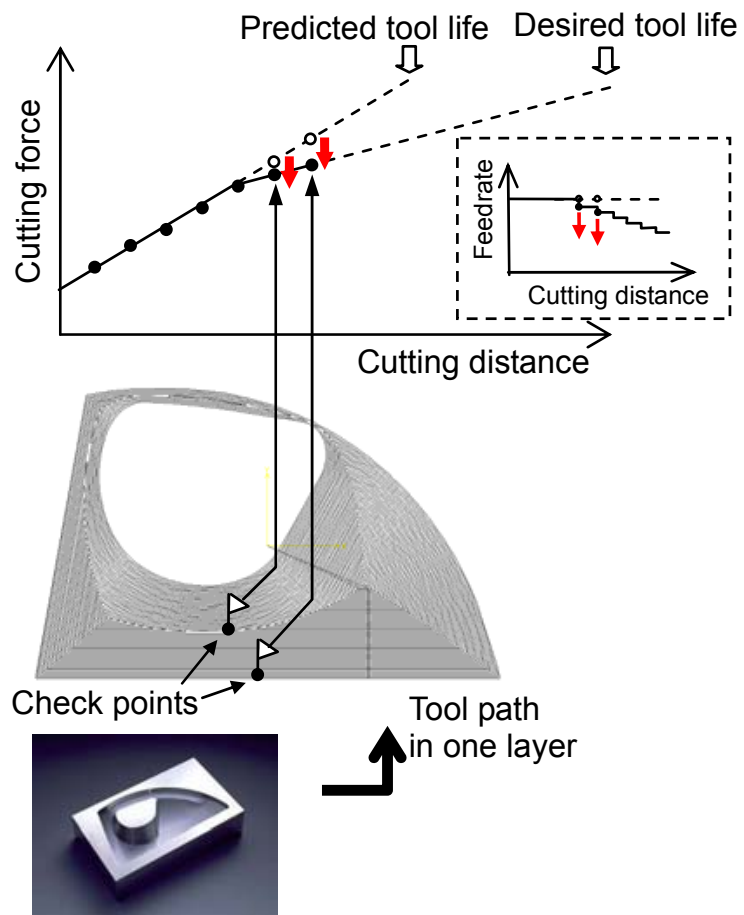 Predicted tool life
Desired tool life
Cutting force
Feedrate
Cutting distance
Cutting distance
Check points
Tool path
in one layer